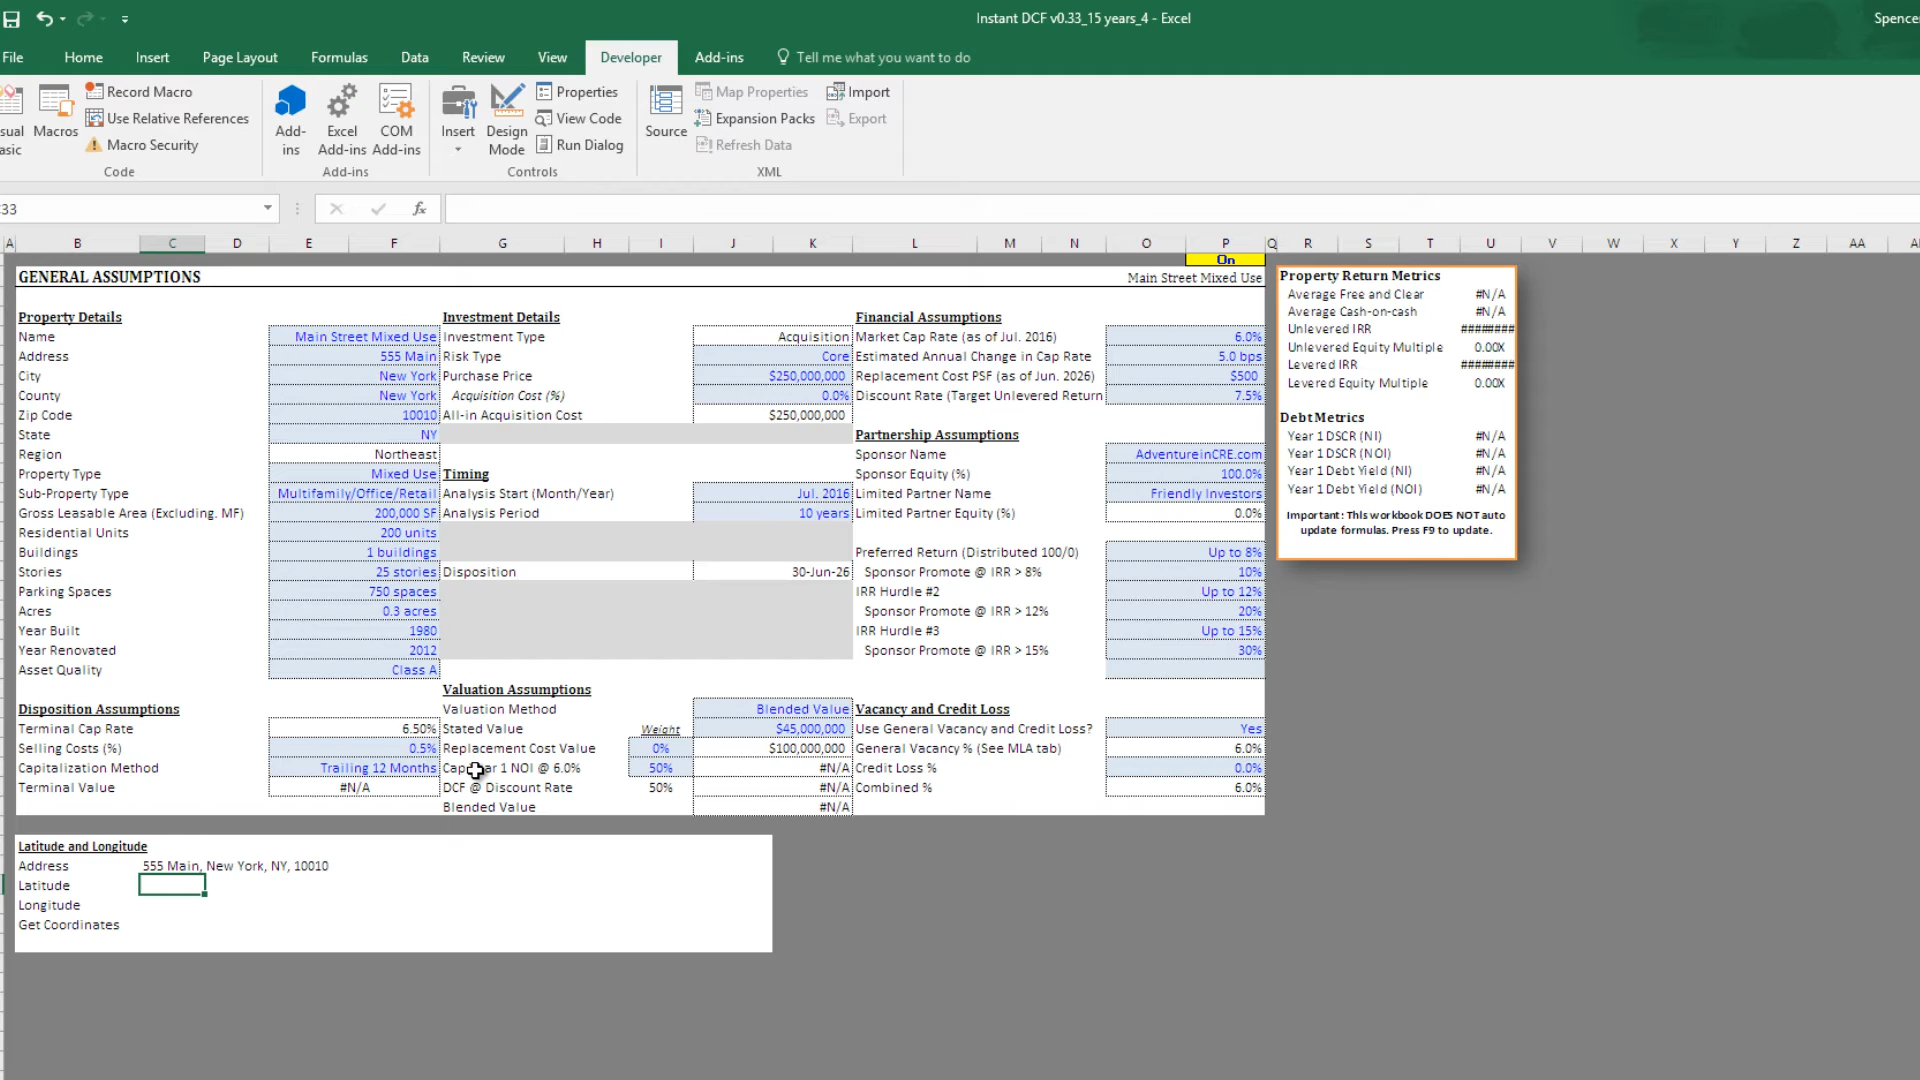 Instant DCF v0.33_15 years_4 - Excel
Spencer
File Home Insert Page Layout Formulas Data Review View Developer Add-ins Tell me what you want to do
Record Macro
Use Relative References
Macro Security
sual
asic
Macros
Code
Add-
ins
Excel
Add-ins
COM
Add-ins
Add-ins
Insert
Design
Mode
Properties
View Code
Run Dialog
Controls
Source
Map Properties
Expansion Packs
Refresh Data
Import
Export
XML
33
fx
A B C D E F G H I J K L M N O P Q R S T U V W X Y Z AA
On
GENERAL ASSUMPTIONS
Main Street Mixed Use
Property Details
Name Main Street Mixed Use
Address 555 Main
City New York
County New York
Zip Code 10010
State NY
Region Northeast
Property Type Mixed Use
Sub-Property Type Multifamily/Office/Retail
Gross Leasable Area (Excluding. MF) 200,000 SF
Residential Units 200 units
Buildings 1 buildings
Stories 25 stories
Parking Spaces 750 spaces
Acres 0.3 acres
Year Built 1980
Year Renovated 2012
Asset Quality Class A
Disposition Assumptions
Terminal Cap Rate 6.50%
Selling Costs (%) 0.5%
Capitalization Method Trailing 12 Months
Terminal Value #N/A
Investment Details
Investment Type Acquisition
Risk Type Core
Purchase Price $250,000,000
Acquisition Cost (%) 0.0%
All-in Acquisition Cost $250,000,000
Timing
Analysis Start (Month/Year) Jul. 2016
Analysis Period 10 years
Disposition 30-Jun-26
Valuation Assumptions
Valuation Method Blended Value
Stated Value Weight $45,000,000
Replacement Cost Value 0% $100,000,000
Cap ar 1 NOI @ 6.0% 50% #N/A
DCF @ Discount Rate 50% #N/A
Blended Value #N/A
Financial Assumptions
Market Cap Rate (as of Jul. 2016) 6.0%
Estimated Annual Change in Cap Rate 5.0 bps
Replacement Cost PSF (as of Jun. 2026) $500
Discount Rate (Target Unlevered Return 7.5%
Partnership Assumptions
Sponsor Name AdventureinCRE.com
Sponsor Equity (%) 100.0%
Limited Partner Name Friendly Investors
Limited Partner Equity (%) 0.0%
Preferred Return (Distributed 100/0) Up to 8%
Sponsor Promote @ IRR > 8% 10%
IRR Hurdle #2 Up to 12%
Sponsor Promote @ IRR > 12% 20%
IRR Hurdle #3 Up to 15%
Sponsor Promote @ IRR > 15% 30%
Vacancy and Credit Loss
Use General Vacancy and Credit Loss? Yes
General Vacancy % (See MLA tab) 6.0%
Credit Loss % 0.0%
Combined % 6.0%
Property Return Metrics
Average Free and Clear #N/A
Average Cash-on-cash #N/A
Unlevered IRR ########
Unlevered Equity Multiple 0.00X
Levered IRR ########
Levered Equity Multiple 0.00X
Debt Metrics
Year 1 DSCR (NI) #N/A
Year 1 DSCR (NOI) #N/A
Year 1 Debt Yield (NI) #N/A
Year 1 Debt Yield (NOI) #N/A
Important: This workbook DOES NOT auto
update formulas. Press F9 to update.
Latitude and Longitude
Address 555 Main, New York, NY, 10010
Latitude
Longitude
Get Coordinates